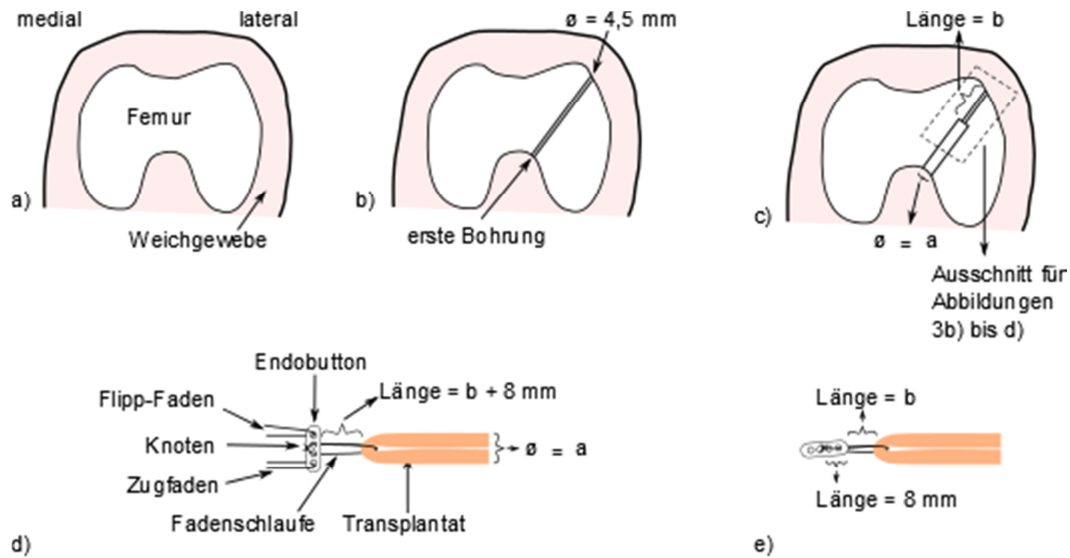 medial
lateral
Femur
a)
Weichgewebe
ø = 4,5 mm
b)
erste Bohrung
Länge = b
c)
ø = a
Ausschnitt für
Abbildungen
3b) bis d)
Endobutton
Flipp-Faden
Länge = b + 8 mm
Knoten
ø = a
Zugfaden
Fadenschlaufe
Transplantat
d)
Länge = b
Länge = 8 mm
e)